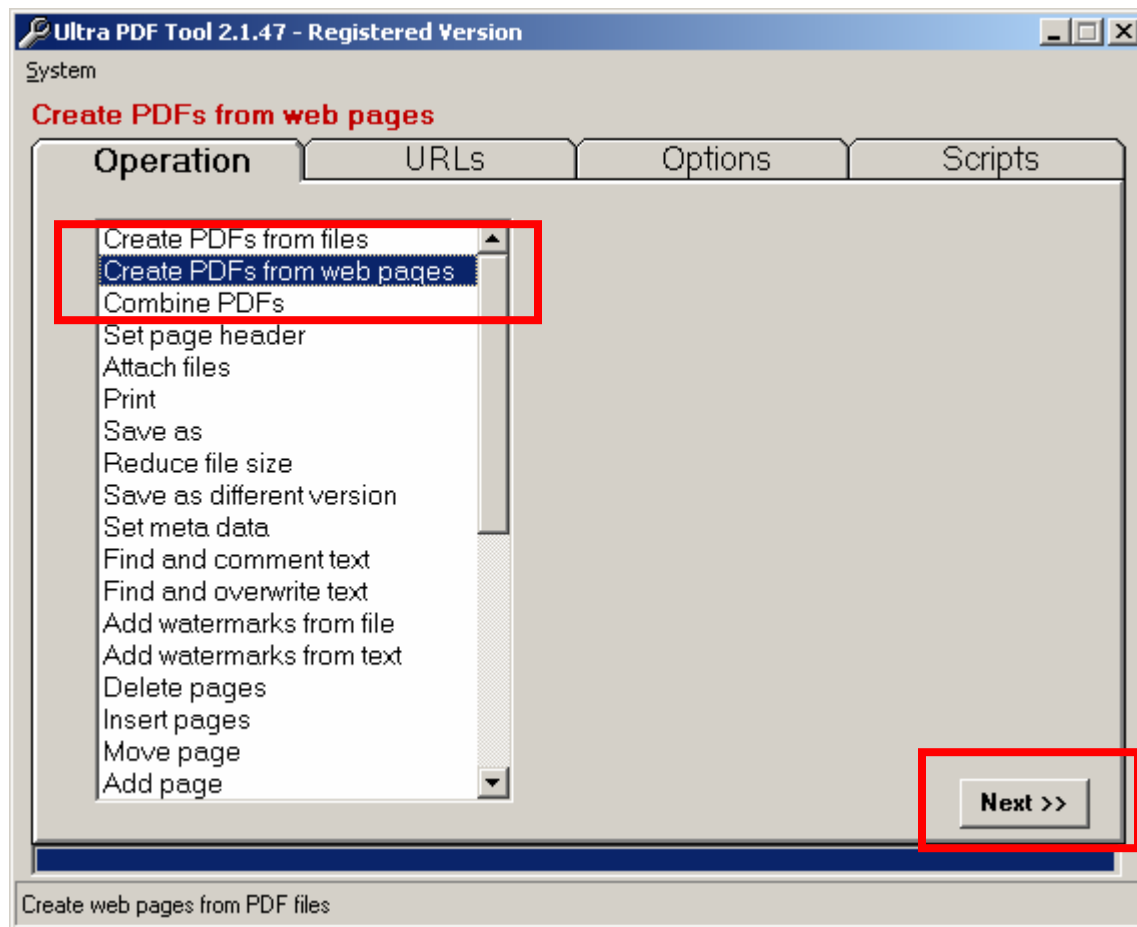 Ultra PDF Tool 2.1.47 - Registered Version
System
Create PDFs from web pages
Operation URLs Options Scripts
Create PDFs from files
Create PDFs from web pages
Combine PDFs
Set page header
Attach files
Print
Save as
Reduce file size
Save as different version
Set meta data
Find and comment text
Find and overwrite text
Add watermarks from file
Add watermarks from text
Delete pages
Insert pages
Move page
Add page
Next >>
Create web pages from PDF files